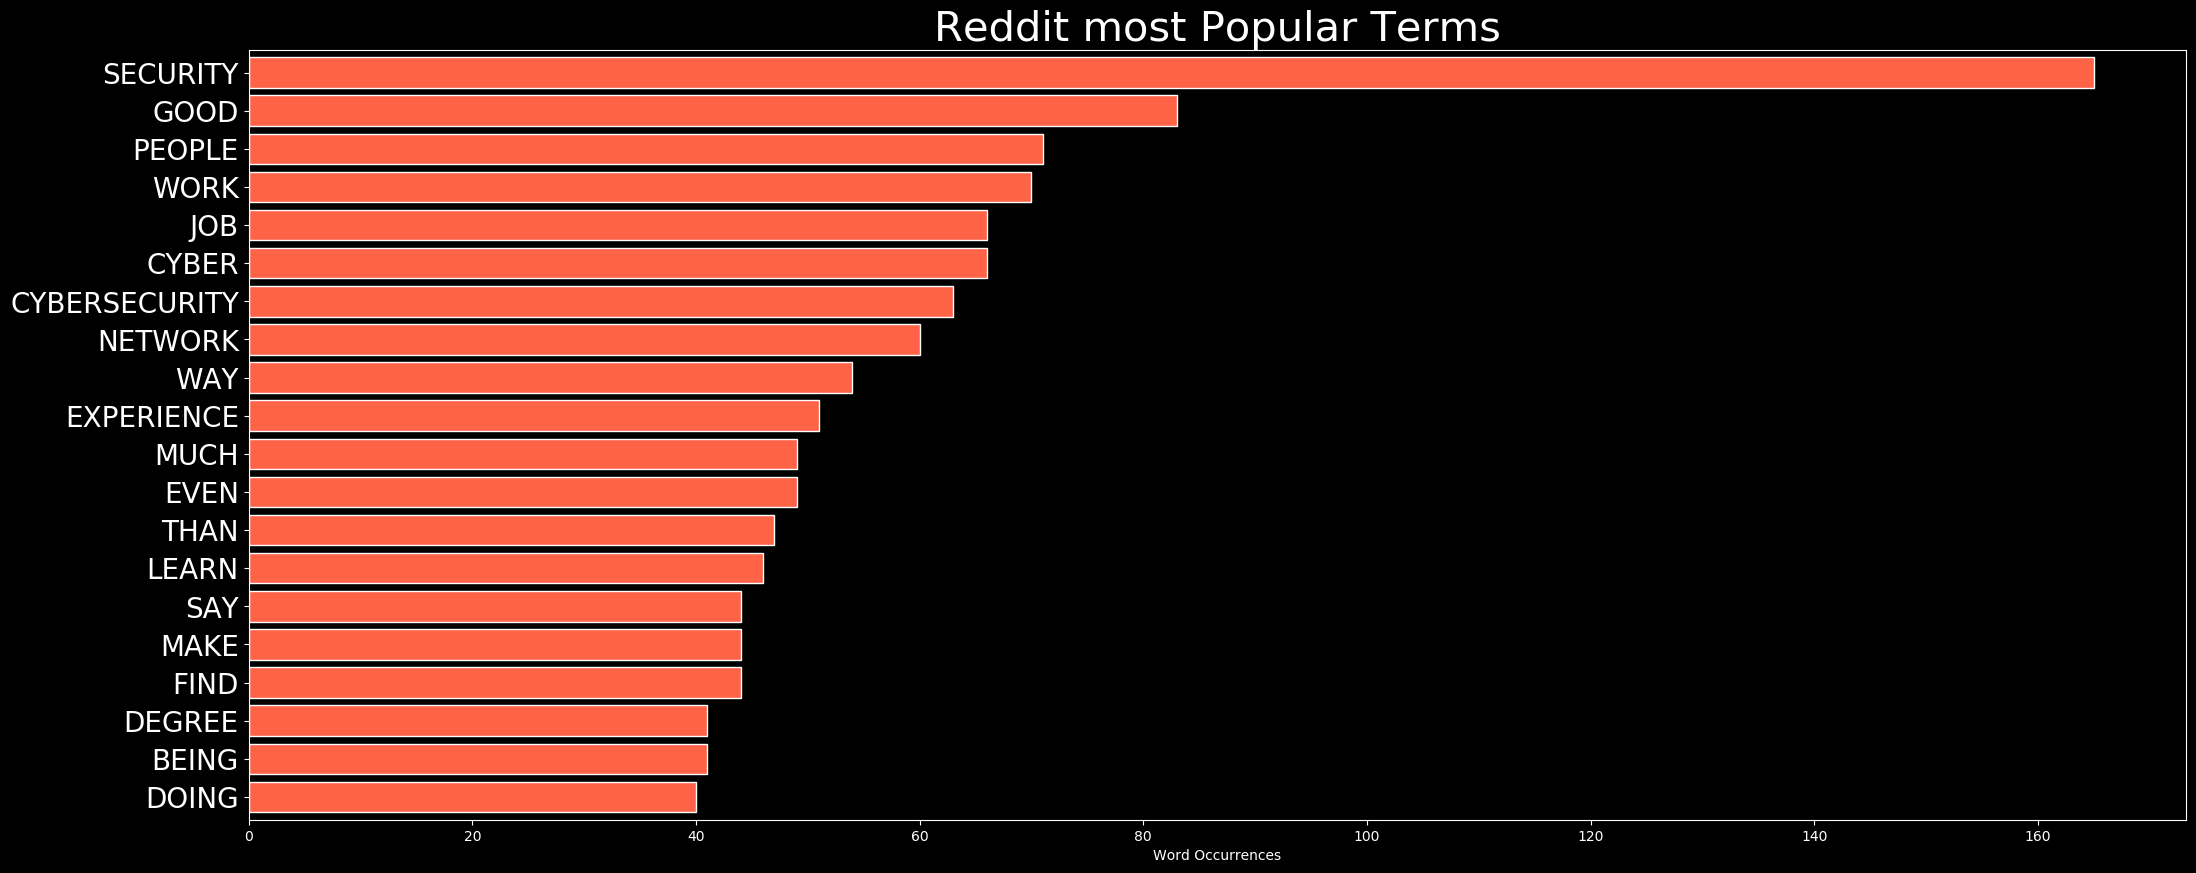 Reddit most Popular Terms
SECURITY
GOOD
PEOPLE
WORK
JOB
CYBER
CYBERSECURITY
NETWORK
WAY
EXPERIENCE
MUCH
EVEN
THAN
LEARN
SAY
MAKE
FIND
DEGREE
BEING
DOING
0 20 40 60 80 100 120 140 160
Word Occurrences